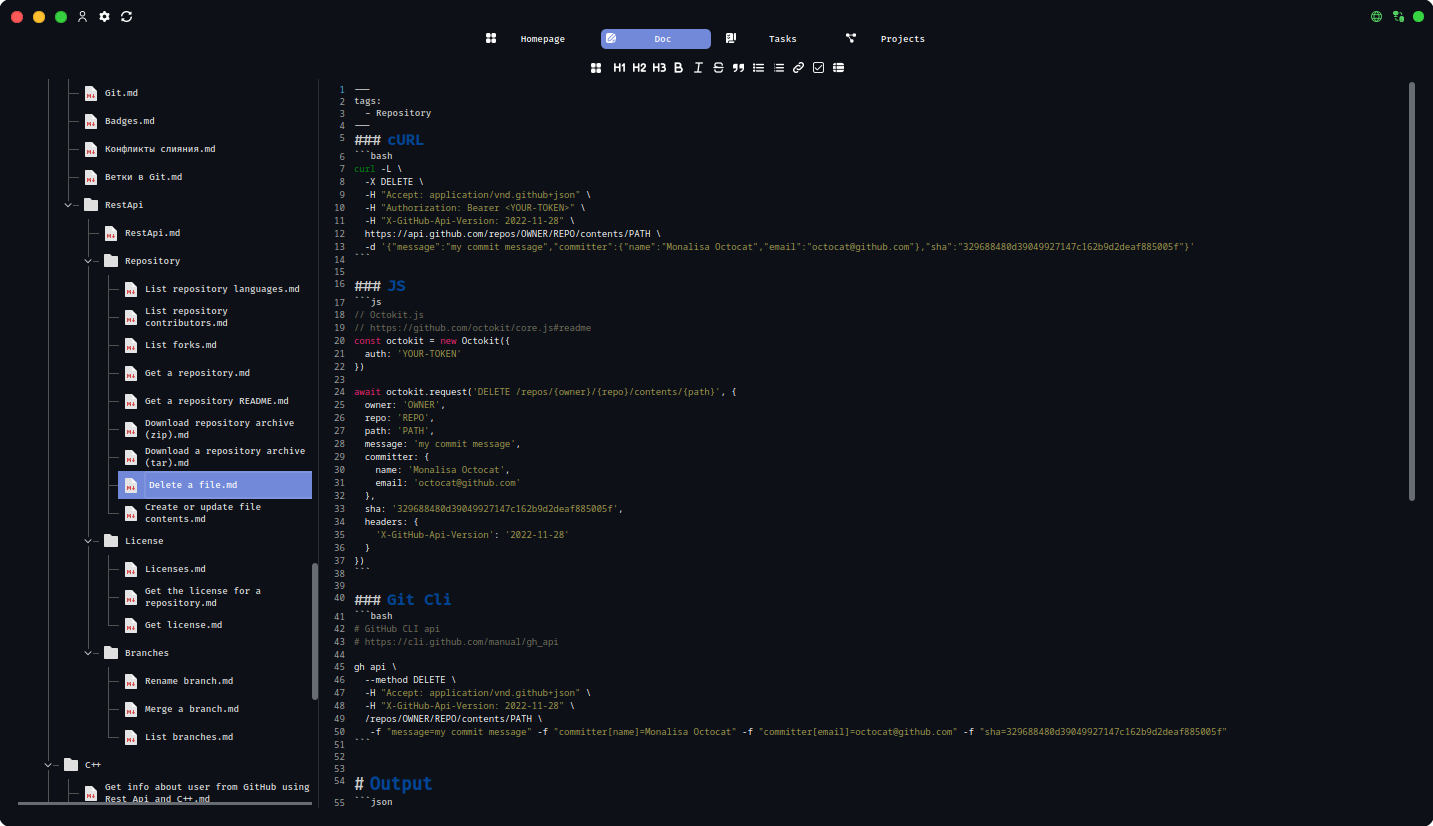 Homepage
Doc
Tasks
Projects
H1 H2 H3 B I S
Git.md
Badges.md
Конфликты слияния.md
Ветки в Git.md
RestApi
RestApi.md
Repository
List repository languages.md
List repository
contributors.md
List forks.md
Get a repository.md
Get a repository README.md
Download repository archive
(zip).md
Download a repository archive
(tar).md
Delete a file.md
Create or update file
contents.md
License
Licenses.md
Get the license for a
repository.md
Get license.md
Branches
Rename branch.md
Merge a branch.md
List branches.md
C++
Get info about user from GitHub using
Rest Api and C++.md
1 ---
2 tags:
3   - Repository
4 ---
5 ### cURL
6 ```bash
7 curl -L \
8   -X DELETE \
9   -H "Accept: application/vnd.github+json" \
10   -H "Authorization: Bearer <YOUR-TOKEN>" \
11   -H "X-GitHub-Api-Version: 2022-11-28" \
12   https://api.github.com/repos/OWNER/REPO/contents/PATH \
13   -d '{"message":"my commit message","committer":{"name":"Monalisa Octocat","email":"octocat@github.com"},"sha":"329688480d39049927147c162b9d2deaf885005f"}'
14 ```
15
16 ### JS
17 ```js
18 // Octokit.js
19 // https://github.com/octokit/core.js#readme
20 const octokit = new Octokit({
21   auth: 'YOUR-TOKEN'
22 })
23
24 await octokit.request('DELETE /repos/{owner}/{repo}/contents/{path}', {
25   owner: 'OWNER',
26   repo: 'REPO',
27   path: 'PATH',
28   message: 'my commit message',
29   committer: {
30     name: 'Monalisa Octocat',
31     email: 'octocat@github.com'
32   },
33   sha: '329688480d39049927147c162b9d2deaf885005f',
34   headers: {
35     'X-GitHub-Api-Version': '2022-11-28'
36   }
37 })
38 ```
39
40 ### Git Cli
41 ```bash
42 # GitHub CLI api
43 # https://cli.github.com/manual/gh_api
44
45 gh api \
46   --method DELETE \
47   -H "Accept: application/vnd.github+json" \
48   -H "X-GitHub-Api-Version: 2022-11-28" \
49   /repos/OWNER/REPO/contents/PATH \
50    -f "message=my commit message" -f "committer[name]=Monalisa Octocat" -f "committer[email]=octocat@github.com" -f "sha=329688480d39049927147c162b9d2deaf885005f"
51 ```
52
53
54 # Output
55 ```json